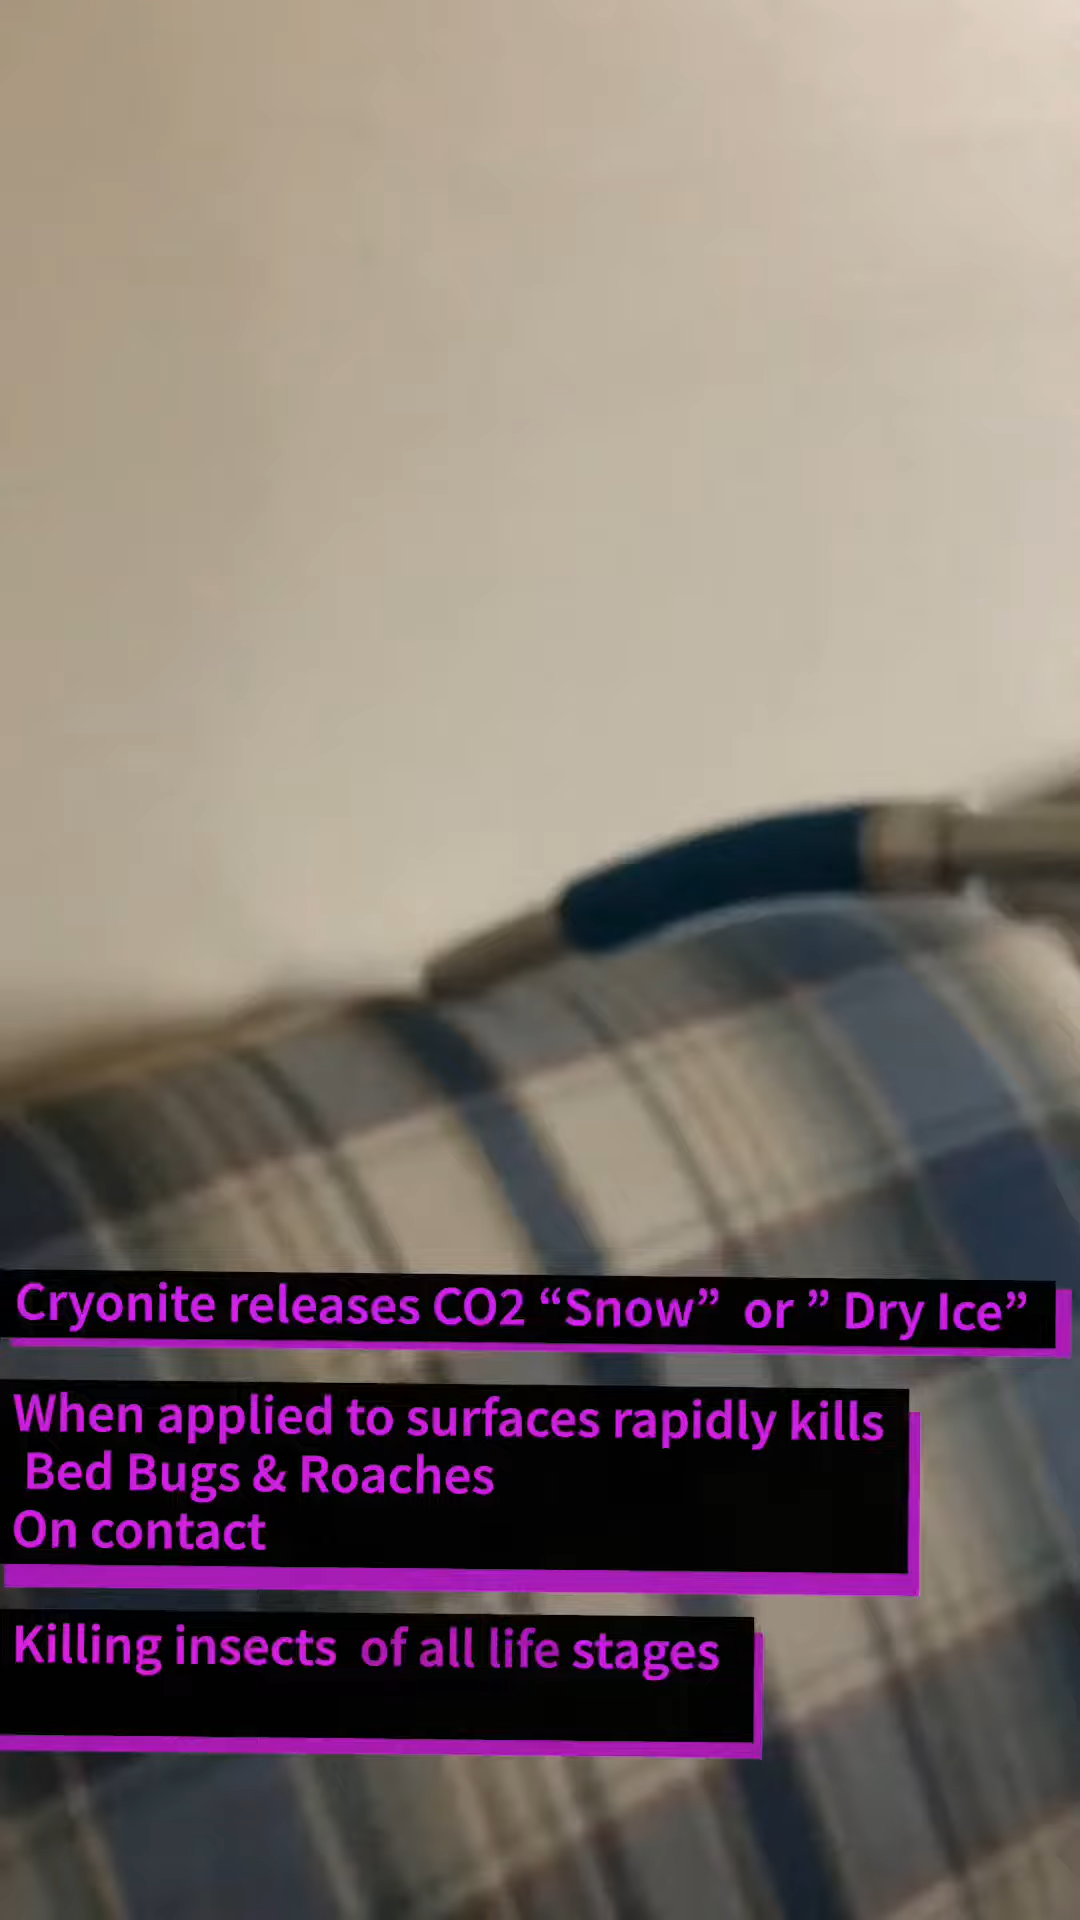 Cryonite releases CO2 “Snow”  or ” Dry Ice”
When applied to surfaces rapidly kills
Bed Bugs & Roaches
On contact
Killing insects  of all life stages